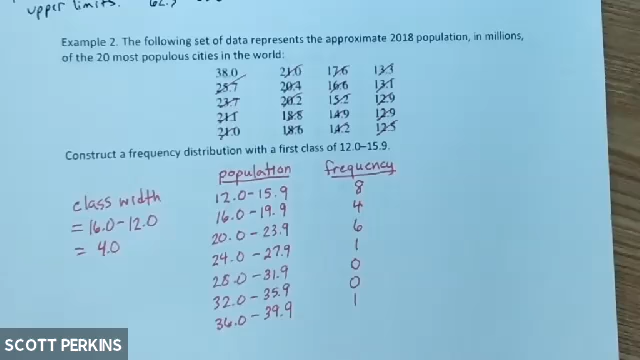 upper limits.
Example 2. The following set of data represents the approximate 2018 population, in millions,
of the 20 most populous cities in the world:
38.0 21.0 17.6
25.7 20.4 16.6 13.1
23.7 20.2 15.2 12.9
21.1 18.8 14.9 12.9
21.0 18.6 14.2 12.5
Construct a frequency distribution with a first class of 12.0–15.9.
population frequency
12.0 – 15.9 8
16.0 – 19.9 4
20.0 – 23.9 6
24.0 – 27.9 1
28.0 – 31.9 0
32.0 – 35.9 0
36.0 – 39.9 1
class width
= 16.0 – 12.0
= 4.0
SCOTT PERKINS